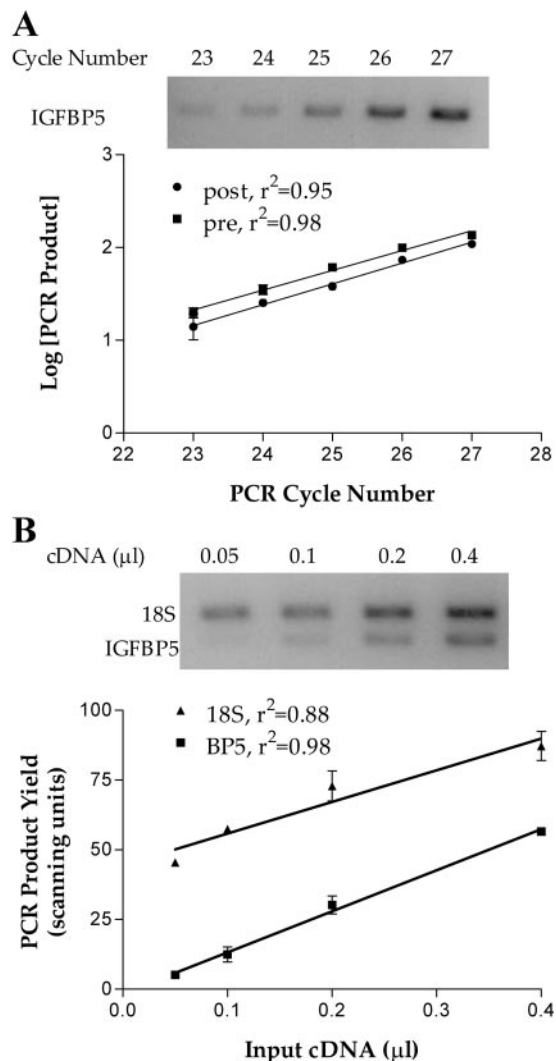 A
Cycle Number 23 24 25 26 27
IGFBP5
3
post, r²=0.95
pre, r²=0.98
2
1
0
Log [PCR Product]
22 23 24 25 26 27 28
PCR Cycle Number
B
cDNA (μl) 0.05 0.1 0.2 0.4
18S
IGFBP5
100
18S, r²=0.88
BP5, r²=0.98
75
50
25
0
PCR Product Yield
(scanning units)
0.0 0.1 0.2 0.3 0.4
Input cDNA (μl)